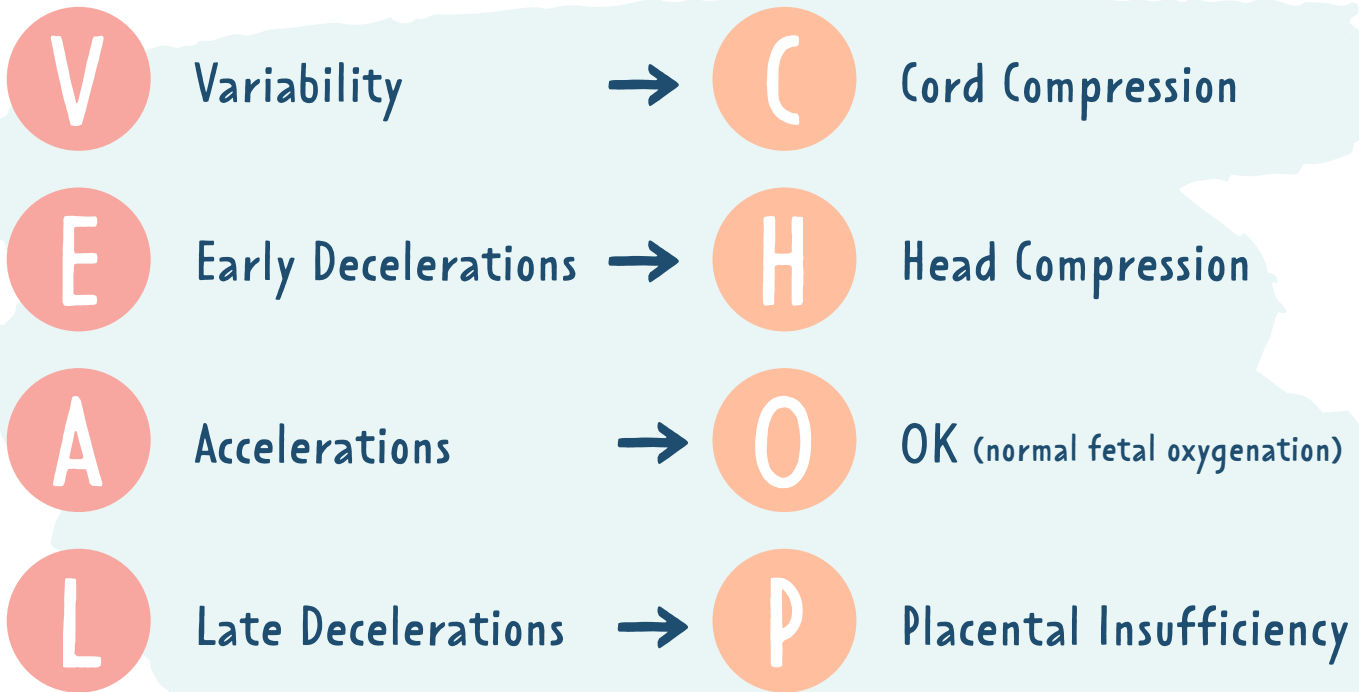 V Variability → C Cord Compression
E Early Decelerations → H Head Compression
A Accelerations → O OK (normal fetal oxygenation)
L Late Decelerations → P Placental Insufficiency